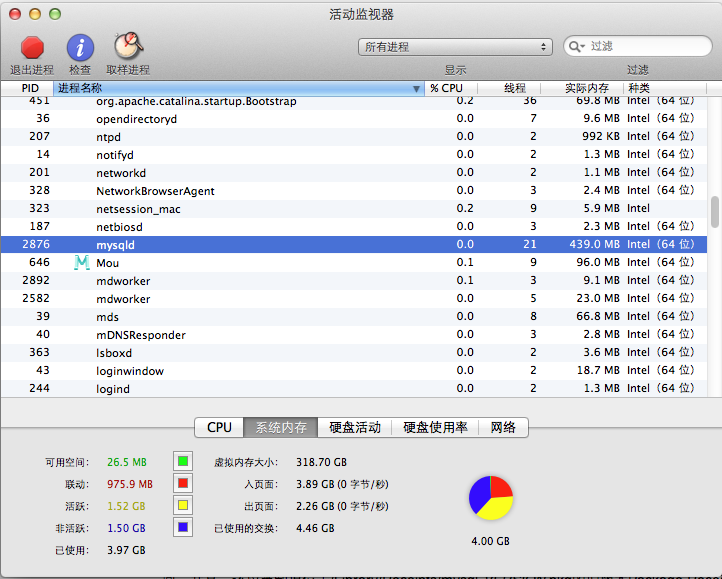 活动监视器
退出进程 检查 取样进程 所有进程 显示 过滤 过滤
PID 进程名称 % CPU 线程 实际内存 种类
451 org.apache.catalina.startup.Bootstrap 0.2 36 69.8 MB Intel（64 位）
36 opendirectoryd 0.0 7 9.6 MB Intel（64 位）
207 ntpd 0.0 2 992 KB Intel（64 位）
14 notifyd 0.0 2 1.3 MB Intel（64 位）
201 networkd 0.0 2 1.1 MB Intel（64 位）
328 NetworkBrowserAgent 0.0 3 2.4 MB Intel（64 位）
323 netsession_mac 0.2 9 5.9 MB Intel
187 netbiosd 0.0 3 2.3 MB Intel（64 位）
2876 mysqld 0.0 21 439.0 MB Intel（64 位）
646 Mou 0.1 9 96.0 MB Intel（64 位）
2892 mdworker 0.1 3 9.1 MB Intel（64 位）
2582 mdworker 0.0 5 23.0 MB Intel（64 位）
39 mds 0.0 8 66.8 MB Intel（64 位）
40 mDNSResponder 0.0 3 2.8 MB Intel（64 位）
363 lsboxd 0.0 2 3.6 MB Intel（64 位）
43 loginwindow 0.0 2 18.7 MB Intel（64 位）
244 logind 0.0 2 1.3 MB Intel（64 位）
CPU 系统内存 硬盘活动 硬盘使用率 网络
可用空间： 26.5 MB 虚拟内存大小： 318.70 GB
联动： 975.9 MB 入页面： 3.89 GB (0 字节/秒)
活跃： 1.52 GB 出页面： 2.26 GB (0 字节/秒)
非活跃： 1.50 GB 已使用的交换： 4.46 GB
已使用： 3.97 GB 4.00 GB